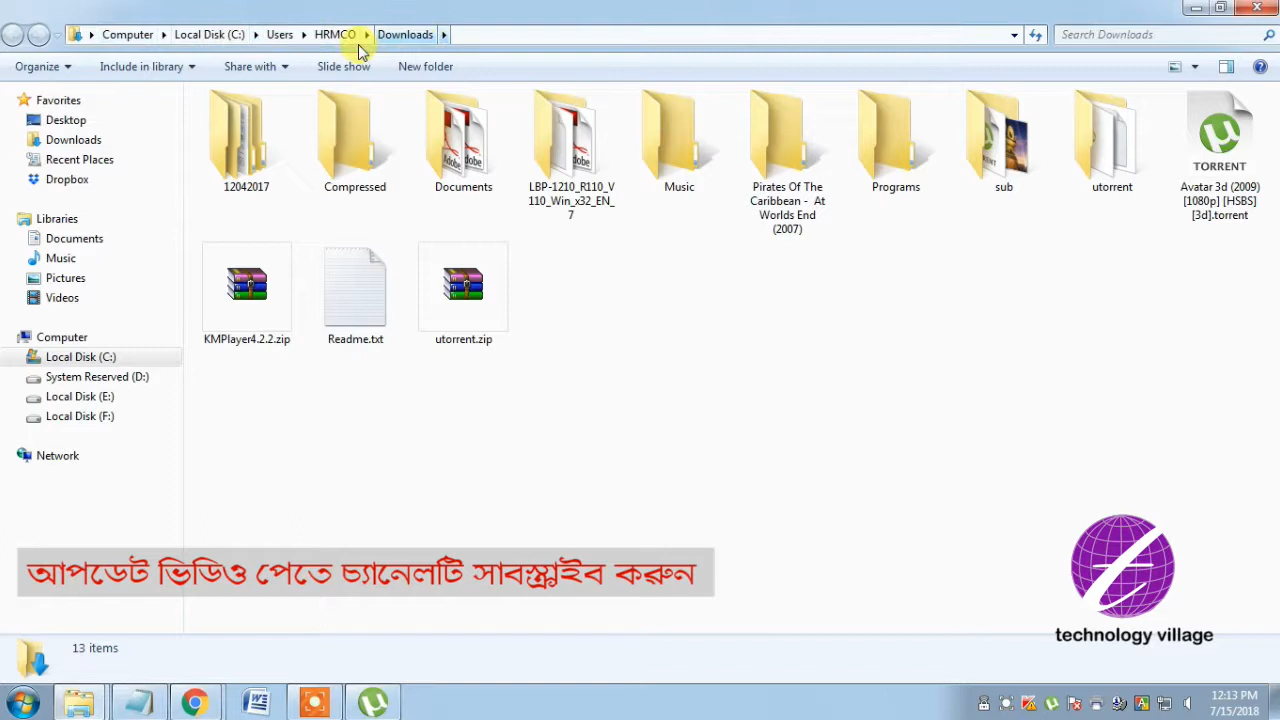 Computer Local Disk (C:) Users HRMCO Downloads
Search Downloads
Organize Include in library Share with Slide show New folder
Favorites
Desktop
Downloads
Recent Places
Dropbox
Libraries
Documents
Music
Pictures
Videos
Computer
Local Disk (C:)
System Reserved (D:)
Local Disk (E:)
Local Disk (F:)
Network
12042017
Compressed
Documents
LBP-1210_R110_V
110_Win_x32_EN_
7
Music
Pirates Of The
Caribbean - At
Worlds End
(2007)
Programs
sub
utorrent
TORRENT
Avatar 3d (2009)
[1080p] [HSBS]
[3d].torrent
KMPlayer4.2.2.zip
Readme.txt
utorrent.zip
আপডেট ভিডিও পেতে চ্যানেলটি সাবস্ক্রাইব করুন
technology village
13 items
12:13 PM
7/15/2018